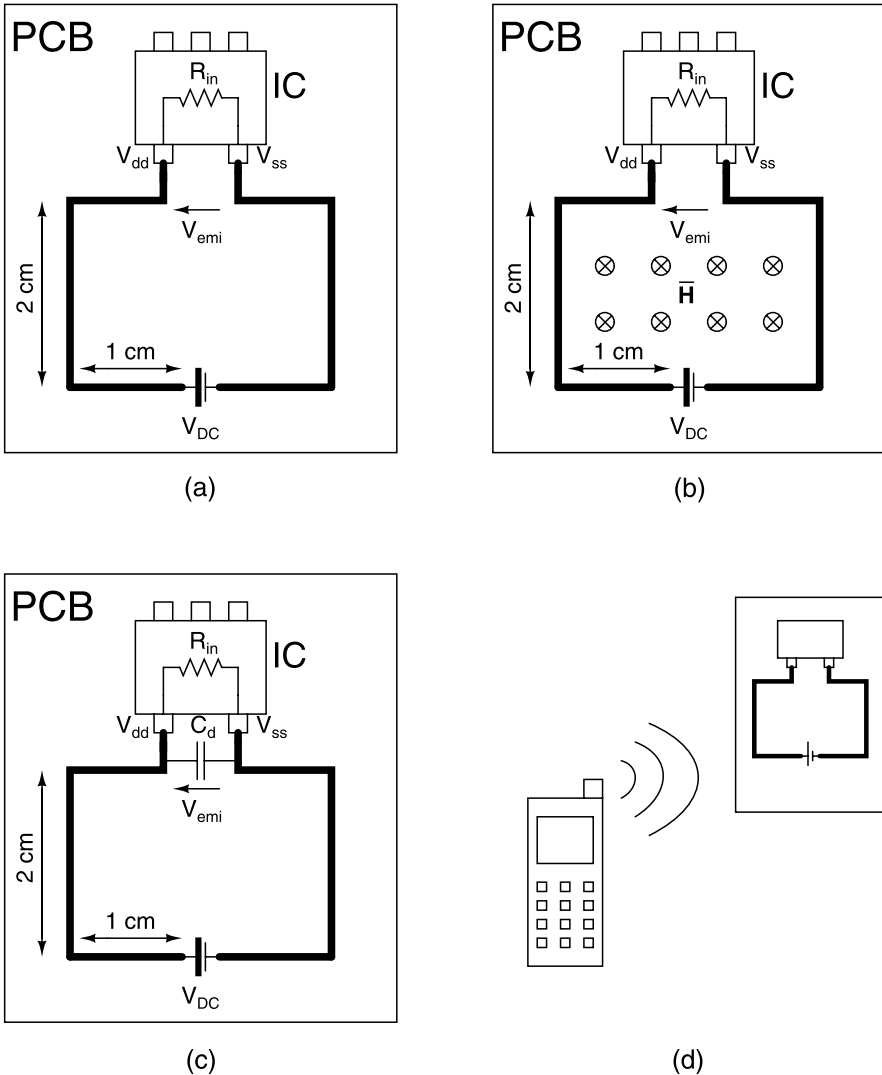 PCB
R_in
IC
V_dd
V_ss
V_emi
2 cm
1 cm
V_DC
(a)
PCB
R_in
IC
V_dd
V_ss
V_emi
H̅
2 cm
1 cm
V_DC
(b)
PCB
R_in
IC
V_dd
C_d
V_ss
V_emi
2 cm
1 cm
V_DC
(c)
(d)